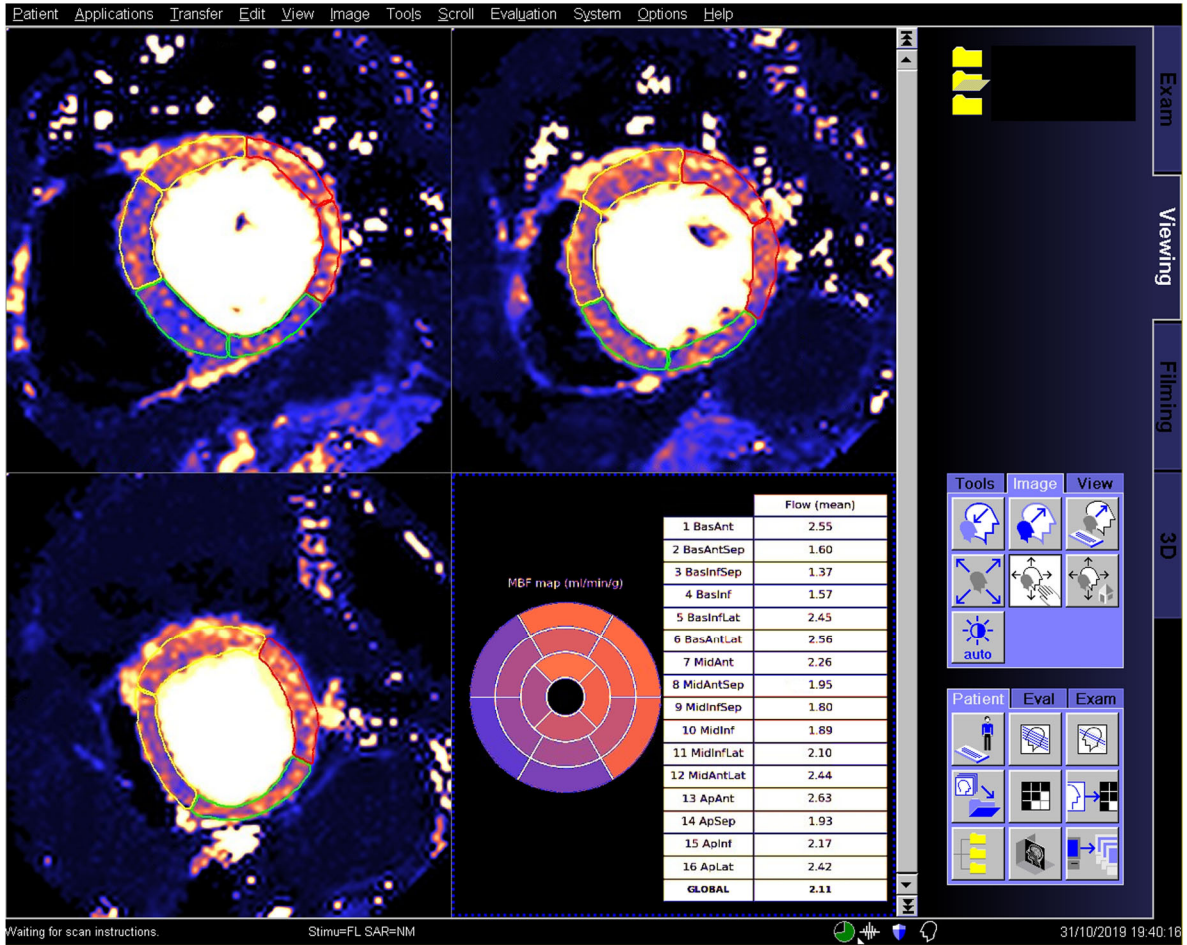 Patient Applications Transfer Edit View Image Tools Scroll Evaluation System Options Help
Exam
Viewing
Filming
3D
MBF map (ml/min/g)
Flow (mean)
1 BasAnt 2.55
2 BasAntSep 1.60
3 BasInfSep 1.37
4 BasInf 1.57
5 BasInfLat 2.45
6 BasAntLat 2.56
7 MidAnt 2.26
8 MidAntSep 1.95
9 MidInfSep 1.80
10 MidInf 1.89
11 MidInfLat 2.10
12 MidAntLat 2.44
13 ApAnt 2.63
14 ApSep 1.93
15 ApInf 2.17
16 ApLat 2.42
GLOBAL 2.11
Tools Image View
auto
Patient Eval Exam
Waiting for scan instructions. Stimu=FL SAR=NM 31/10/2019 19:40:16